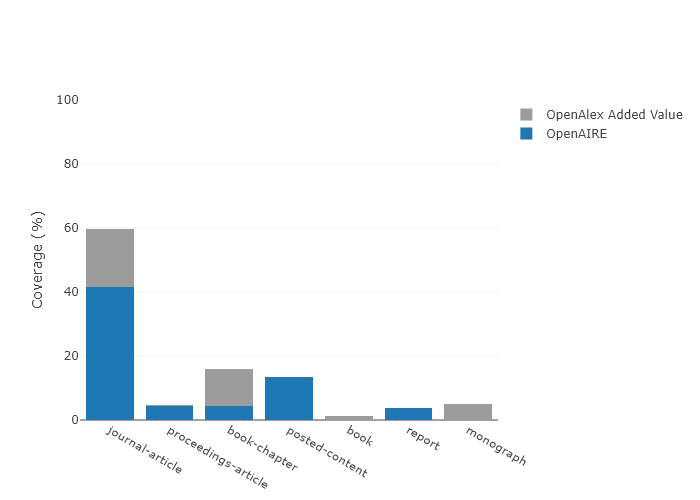 100
80
60
40
20
0
Coverage (%)
OpenAlex Added Value
OpenAIRE
journal-article
proceedings-article
book-chapter
posted-content
book
report
monograph